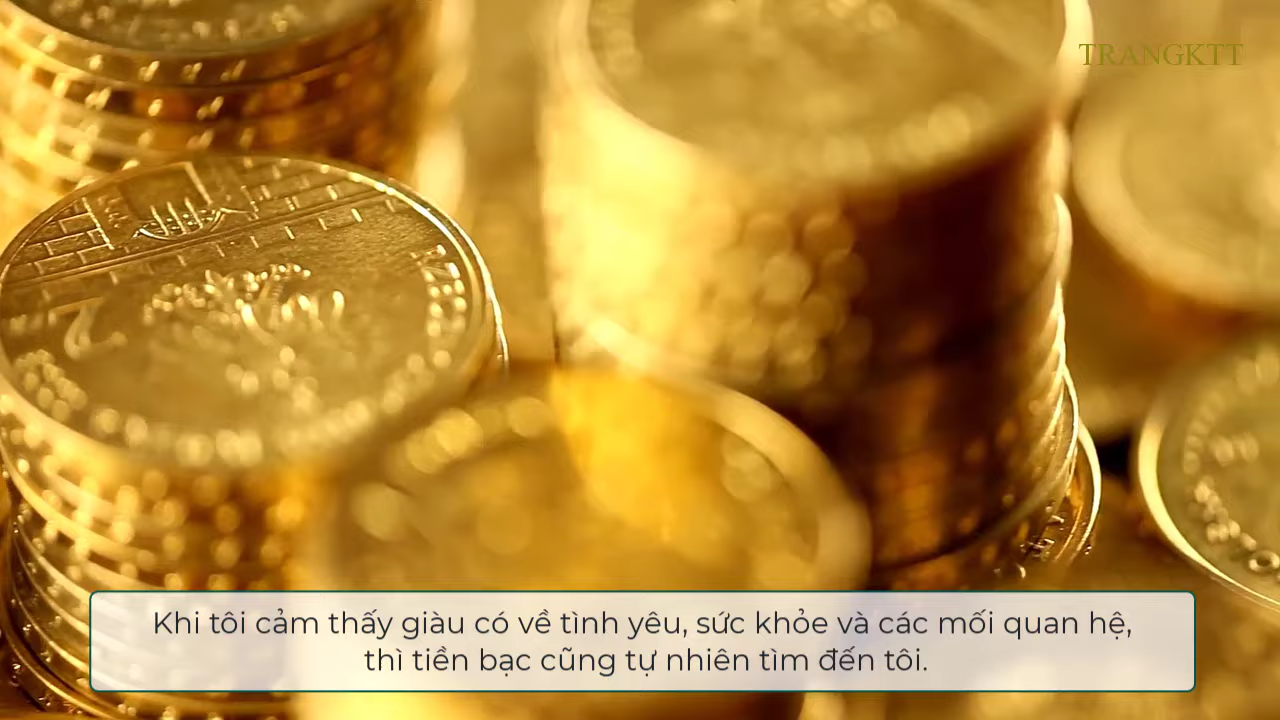 TRANGKTT
Khi tôi cảm thấy giàu có về tình yêu, sức khỏe và các mối quan hệ,
thì tiền bạc cũng tự nhiên tìm đến tôi.